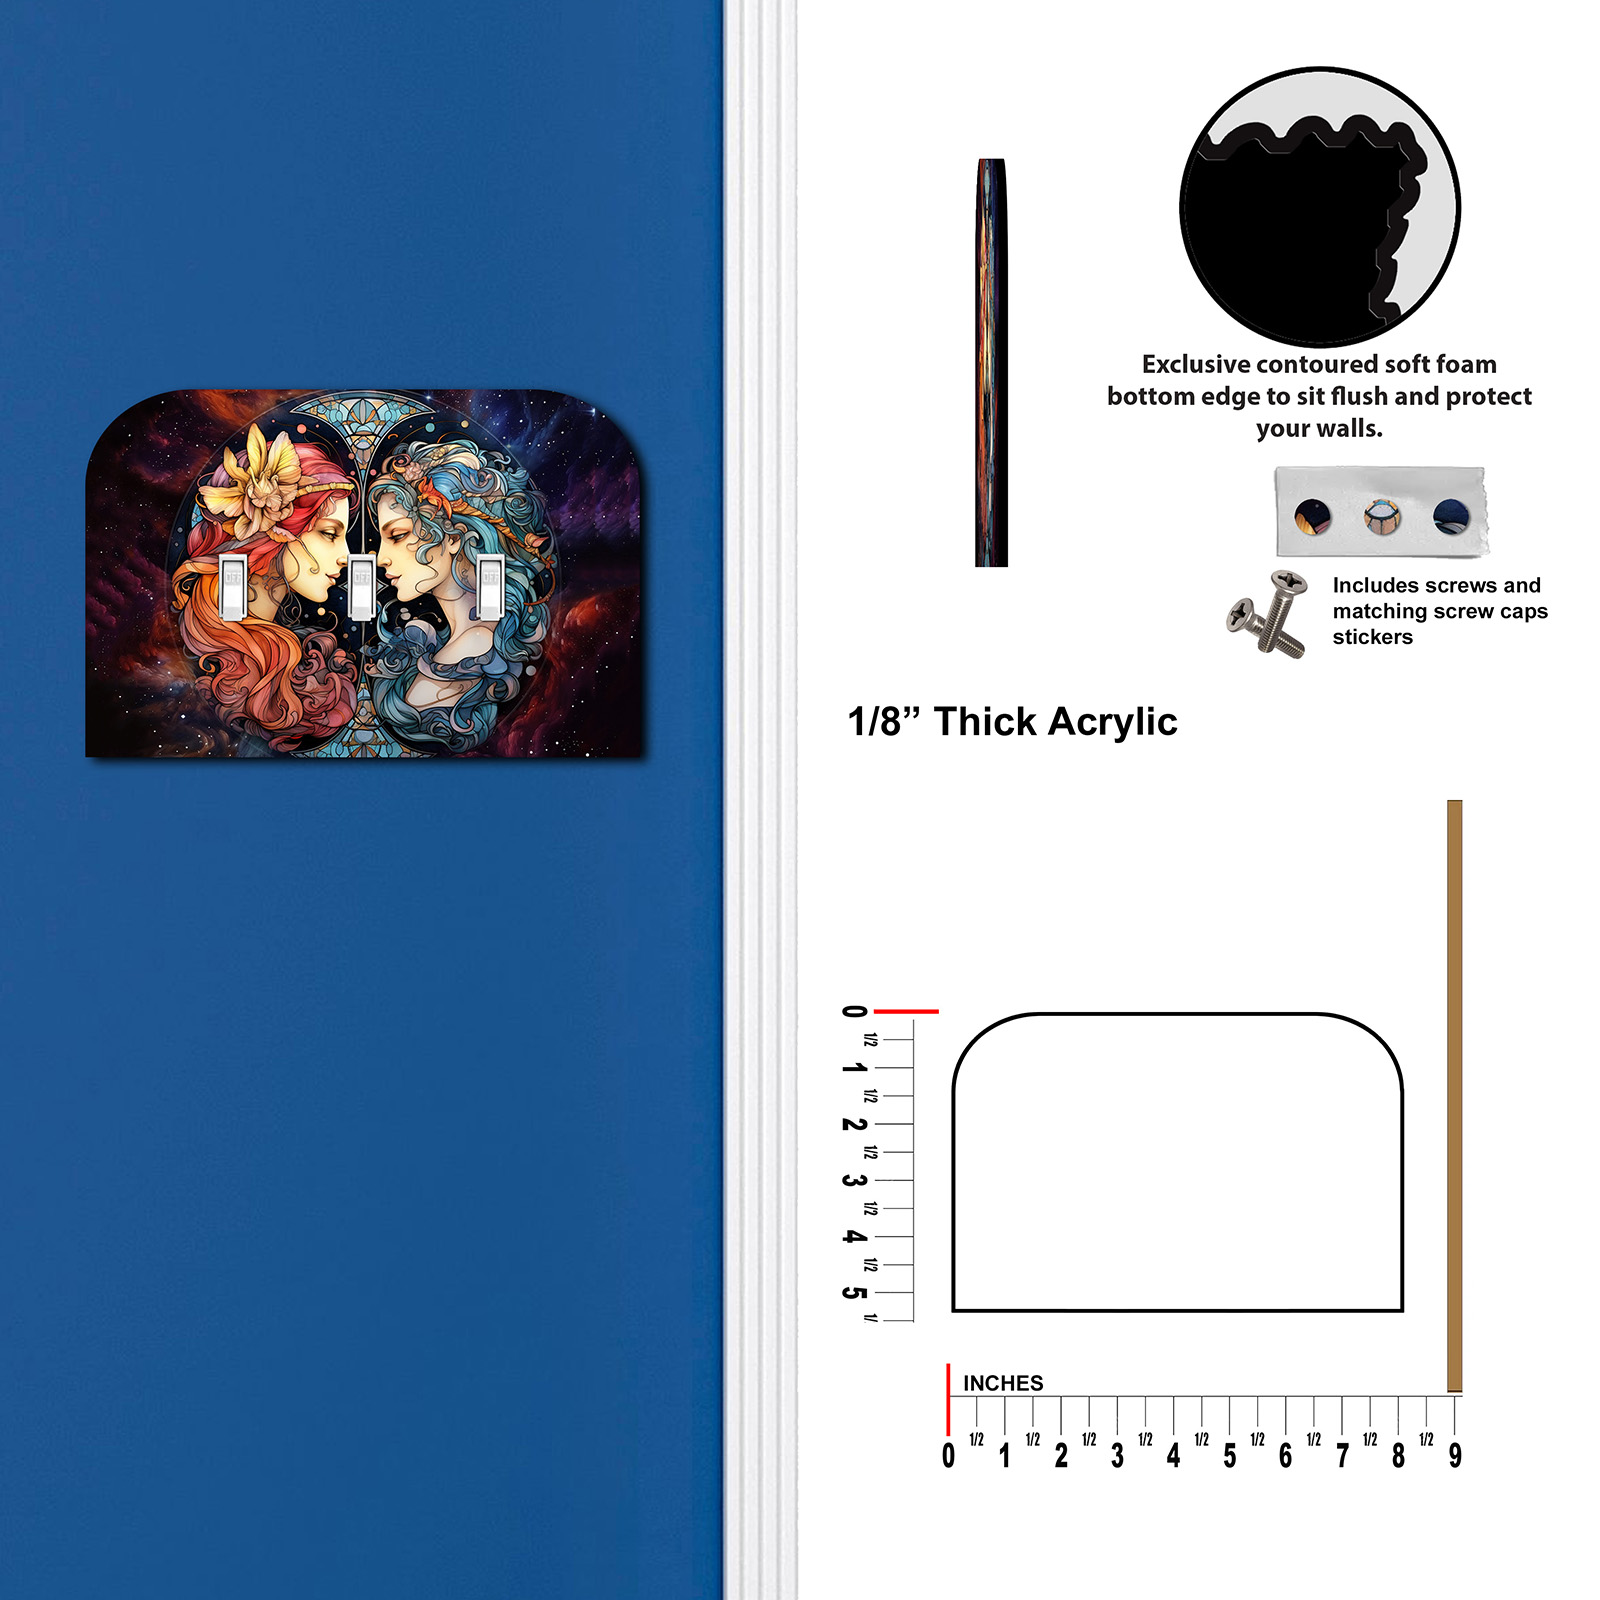 OFF OFF OFF
Exclusive contoured soft foam
bottom edge to sit flush and protect
your walls.
Includes screws and
matching screw caps
stickers
1/8” Thick Acrylic
0
1/2
1
1/2
2
1/2
3
1/2
4
1/2
5
1/
INCHES
0 1/2 1 1/2 2 1/2 3 1/2 4 1/2 5 1/2 6 1/2 7 1/2 8 1/2 9